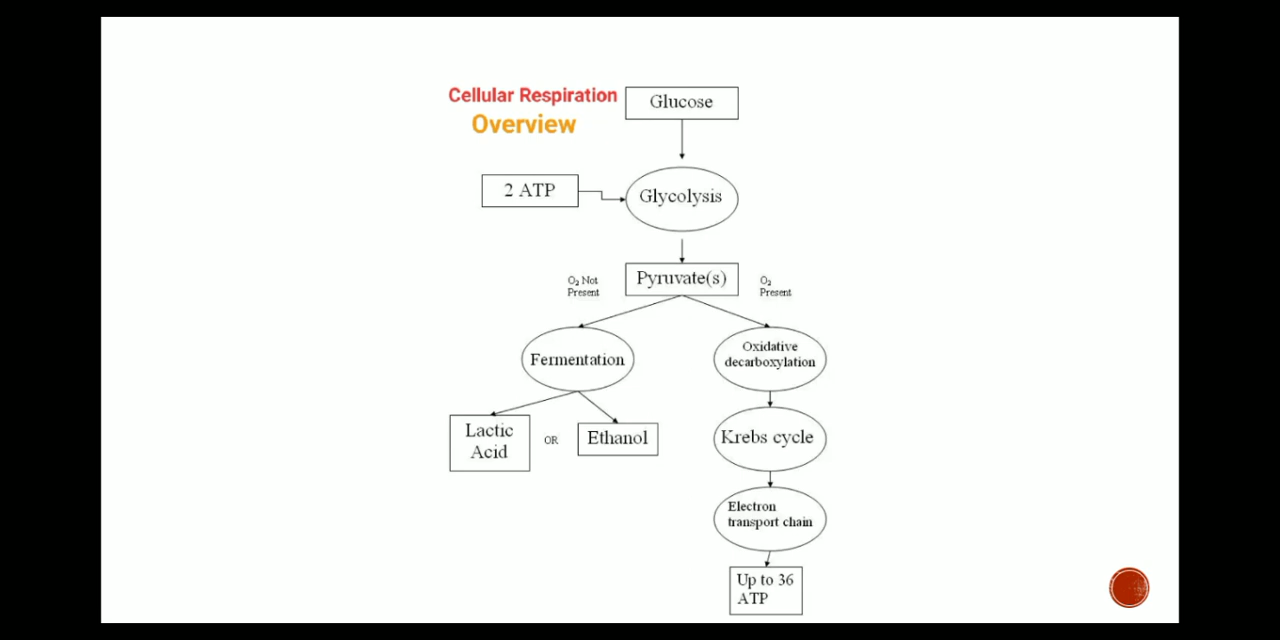 Cellular Respiration
Overview
Glucose
2 ATP
Glycolysis
Pyruvate(s)
O₂ Not
Present
O₂
Present
Fermentation
Oxidative
decarboxylation
Lactic
Acid
OR
Ethanol
Krebs cycle
Electron
transport chain
Up to 36
ATP